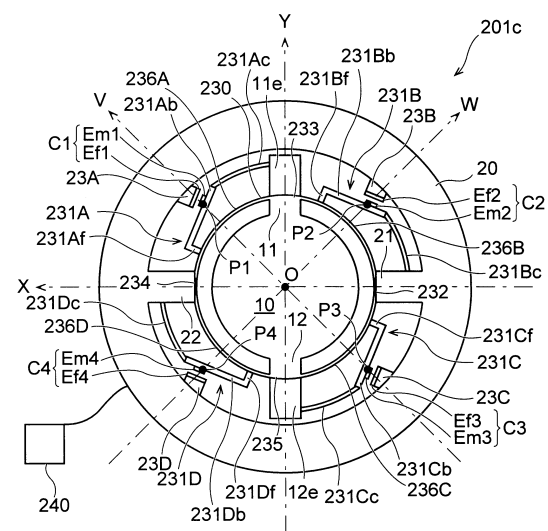 Y
201c
231Ac
231Bb
236A
11e
231Bf
231Ab
230
231B
V
233
23B
W
C1
Em1
Ef1
20
23A
Ef2
Em2
C2
231A
11
P2
21
231Af
236B
P1
O
231Bc
X
234
232
231Dc
10
P3
236D
22
12
231Cf
P4
231C
C4
Em4
Ef4
23C
Ef3
Em3
C3
23D
235
231Cb
231D
231Df
12e
236C
240
231Db
231Cc